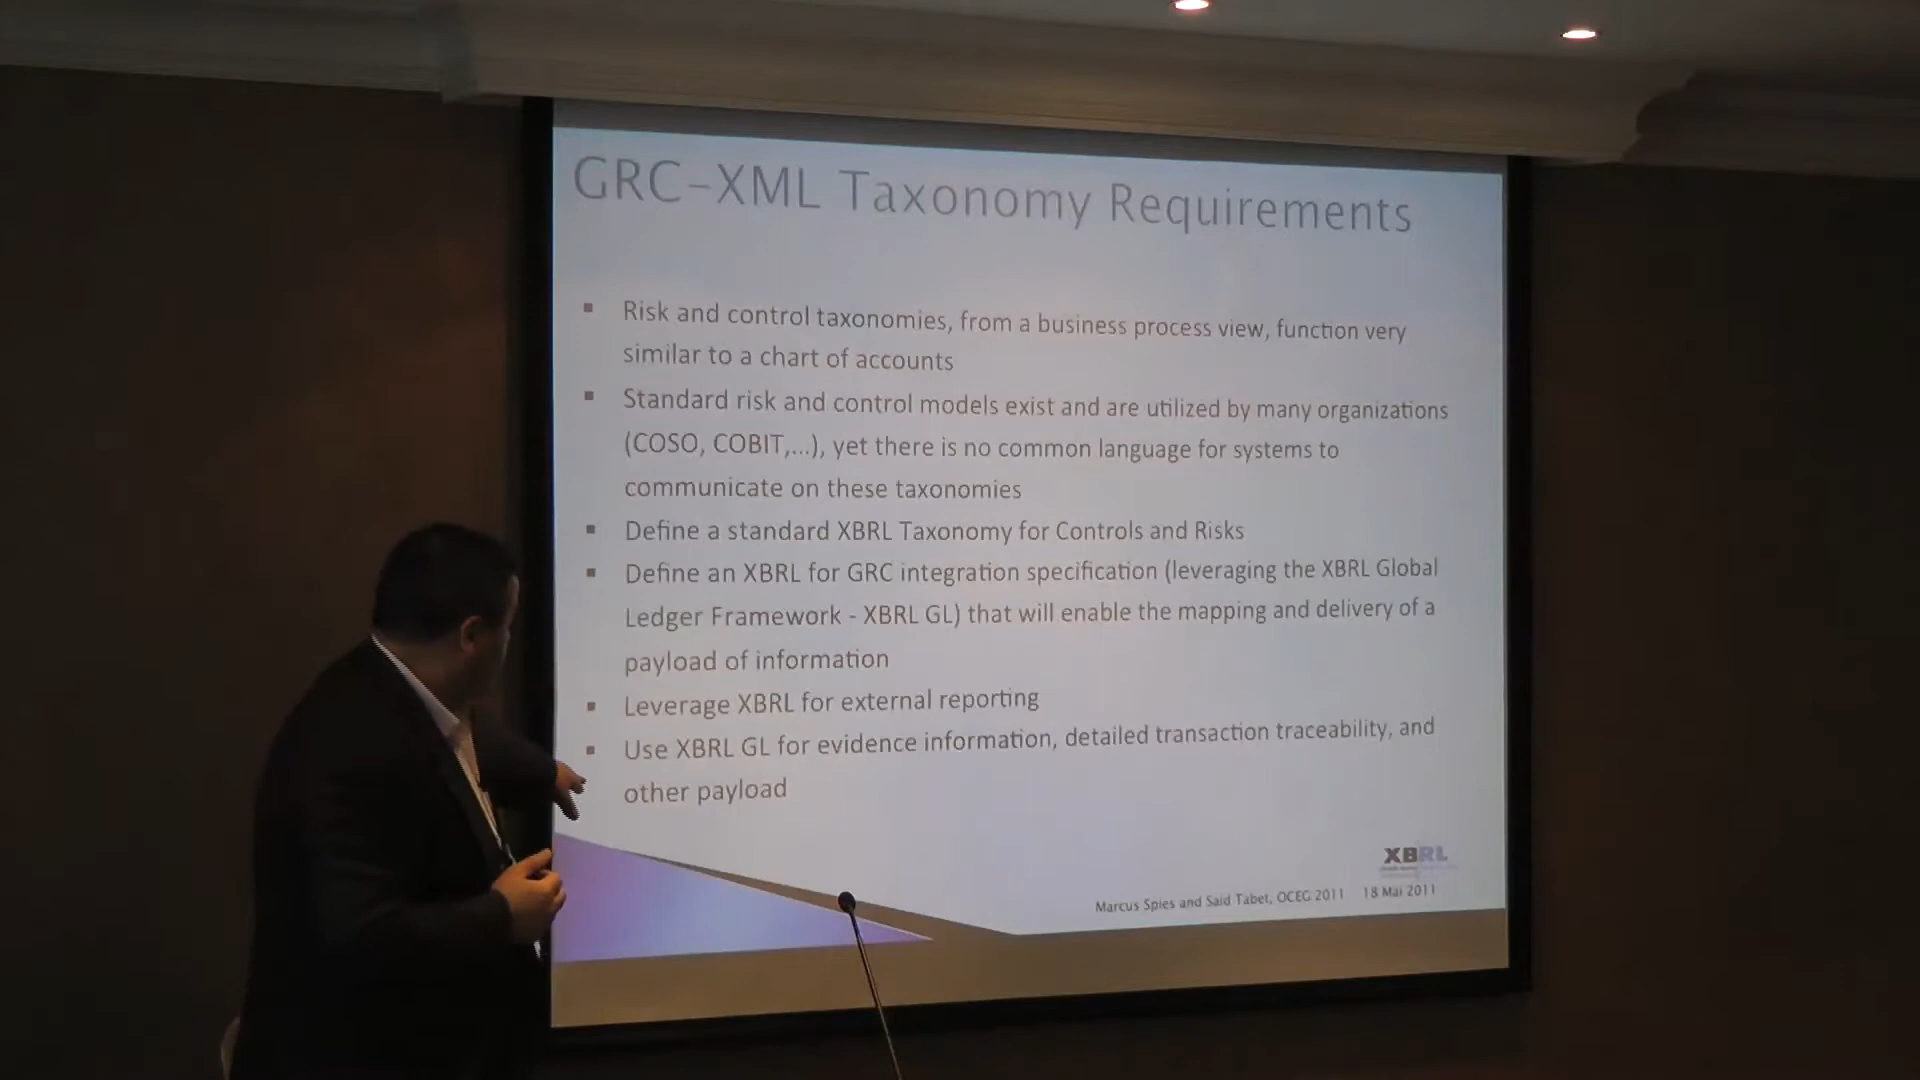 GRC-XML Taxonomy Requirements
▪ Risk and control taxonomies, from a business process view, function very
similar to a chart of accounts
▪ Standard risk and control models exist and are utilized by many organizations
(COSO, COBIT,...), yet there is no common language for systems to
communicate on these taxonomies
▪ Define a standard XBRL Taxonomy for Controls and Risks
▪ Define an XBRL for GRC integration specification (leveraging the XBRL Global
Ledger Framework - XBRL GL) that will enable the mapping and delivery of a
payload of information
▪ Leverage XBRL for external reporting
▪ Use XBRL GL for evidence information, detailed transaction traceability, and
other payload
XBRL
Marcus Spies and Said Tabet, OCEG 2011 18 Mai 2011